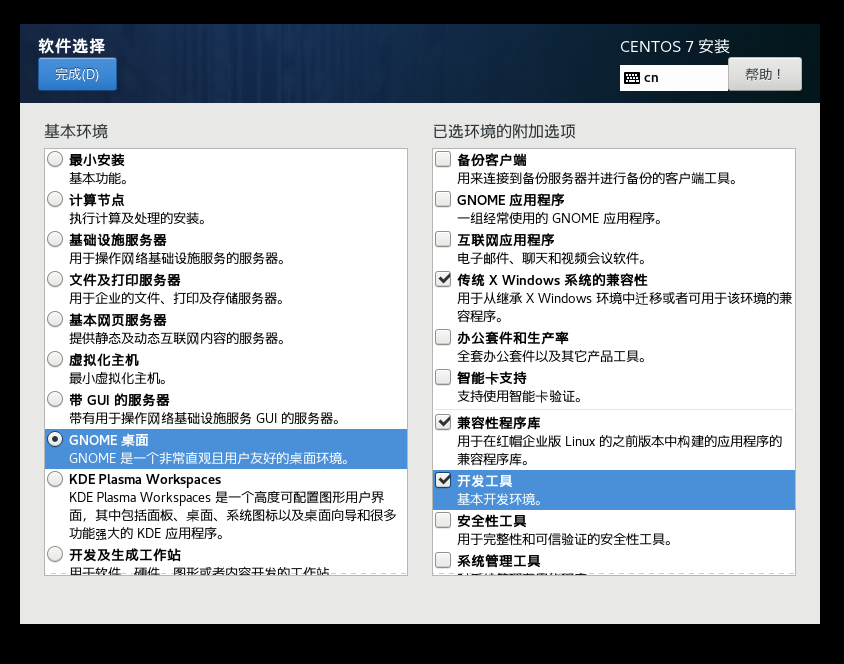 软件选择
完成(D)
CENTOS 7 安装
cn
帮助！
基本环境
最小安装
基本功能。
计算节点
执行计算及处理的安装。
基础设施服务器
用于操作网络基础设施服务的服务器。
文件及打印服务器
用于企业的文件、打印及存储服务器。
基本网页服务器
提供静态及动态互联网内容的服务器。
虚拟化主机
最小虚拟化主机。
带 GUI 的服务器
带有用于操作网络基础设施服务 GUI 的服务器。
GNOME 桌面
GNOME 是一个非常直观且用户友好的桌面环境。
KDE Plasma Workspaces
KDE Plasma Workspaces 是一个高度可配置图形用户界
面，其中包括面板、桌面、系统图标以及桌面向导和很多
功能强大的 KDE 应用程序。
开发及生成工作站
用于软件、硬件、图形或者内容开发的工作站
已选环境的附加选项
备份客户端
用来连接到备份服务器并进行备份的客户端工具。
GNOME 应用程序
一组经常使用的 GNOME 应用程序。
互联网应用程序
电子邮件、聊天和视频会议软件。
传统 X Windows 系统的兼容性
用于从继承 X Windows 环境中迁移或者可用于该环境的兼
容程序。
办公套件和生产率
全套办公套件以及其它产品工具。
智能卡支持
支持使用智能卡验证。
兼容性程序库
用于在红帽企业版 Linux 的之前版本中构建的应用程序的
兼容程序库。
开发工具
基本开发环境。
安全性工具
用于完整性和可信验证的安全性工具。
系统管理工具